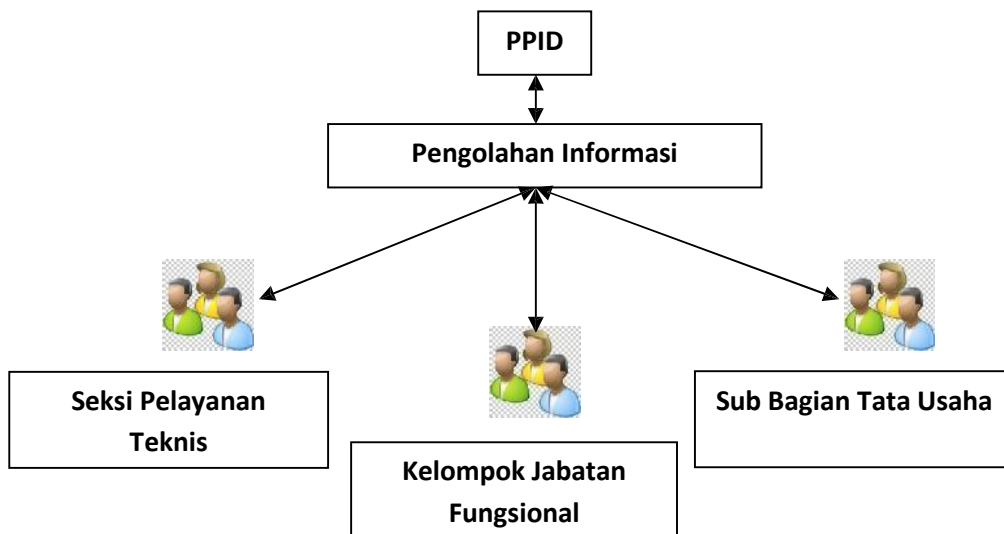 PPID
Pengolahan Informasi
Seksi Pelayanan
Teknis
Kelompok Jabatan
Fungsional
Sub Bagian Tata Usaha